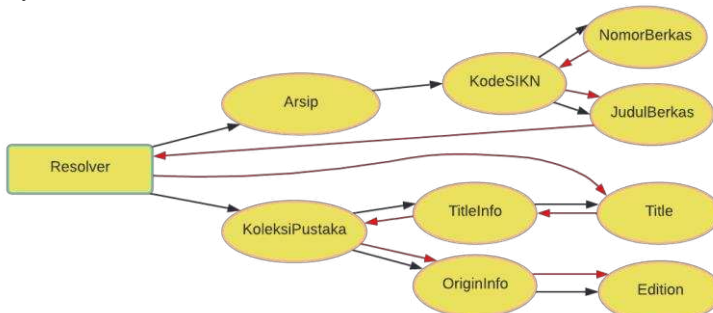 NomorBerkas
KodeSIKN
Arsip
JudulBerkas
Resolver
TitleInfo
Title
KoleksiPustaka
OriginInfo
Edition